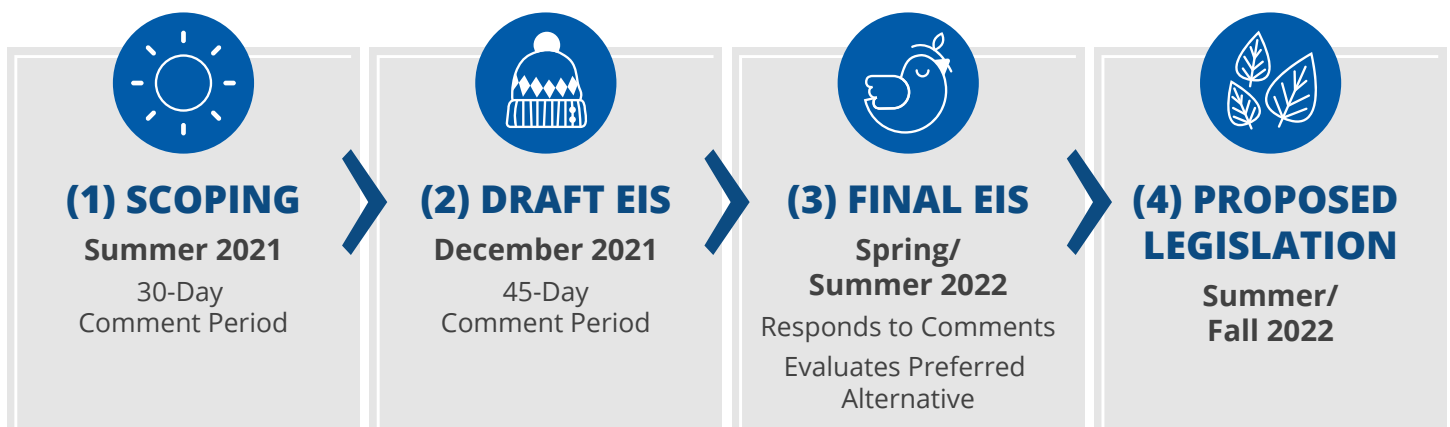 (1) SCOPING
Summer 2021
30-Day
Comment Period
(2) DRAFT EIS
December 2021
45-Day
Comment Period
(3) FINAL EIS
Spring/
Summer 2022
Responds to Comments
Evaluates Preferred
Alternative
(4) PROPOSED
LEGISLATION
Summer/
Fall 2022